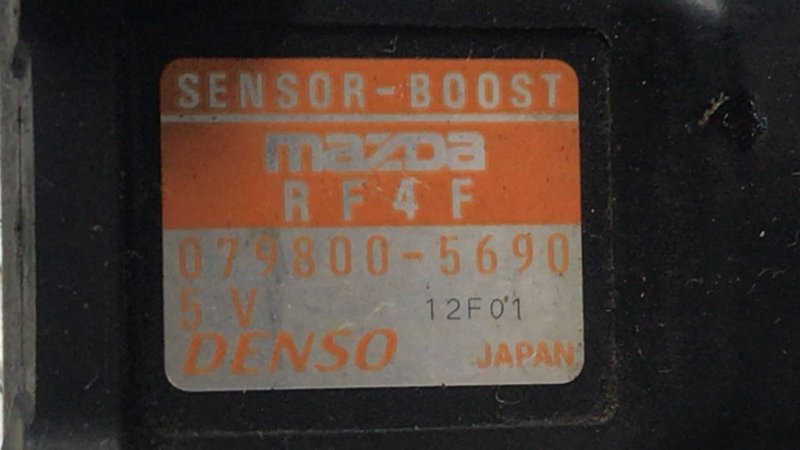 SENSOR-BOOST
mazda
RF4F
079800-5690
5V 12F01
DENSO JAPAN